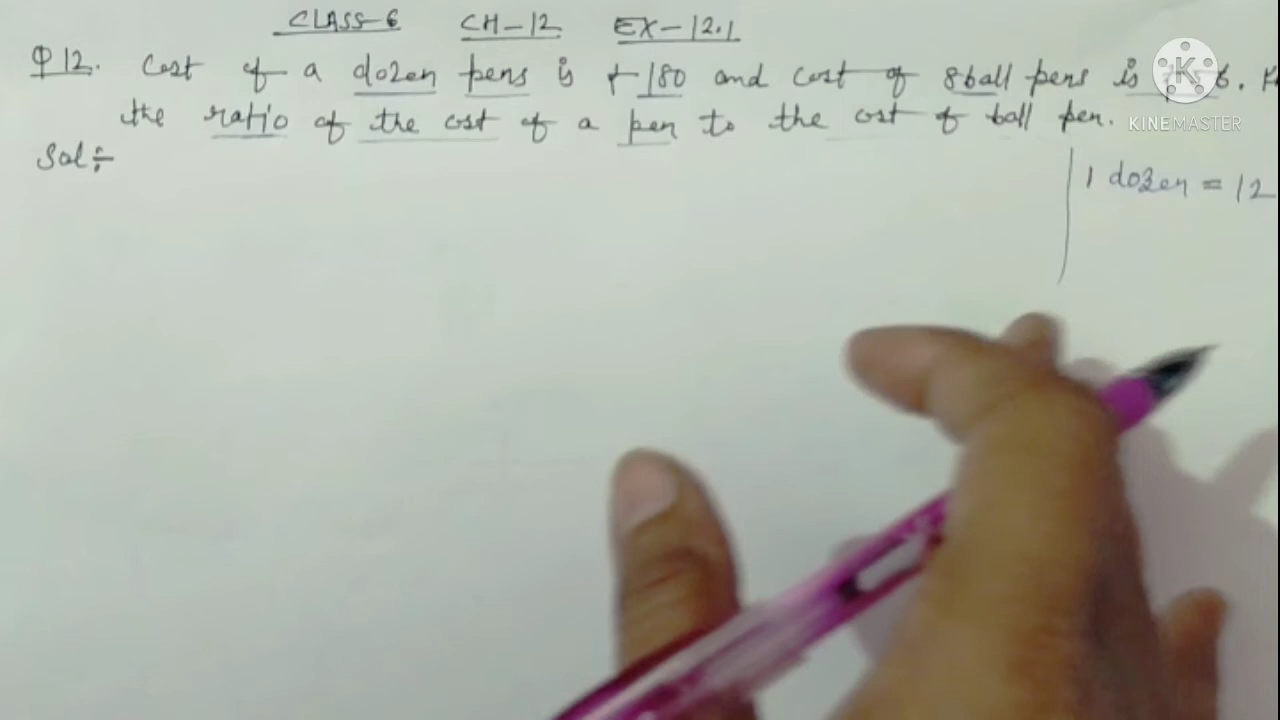 CLASS-6 CH-12 EX-12.1
Q12. Cost of a dozen pens is ₹ 180 and cost of 8 ball pens is
the ratio of the cost of a pen to the cost of ball pen.
KINEMASTER
Sol÷
1 dozen = 12